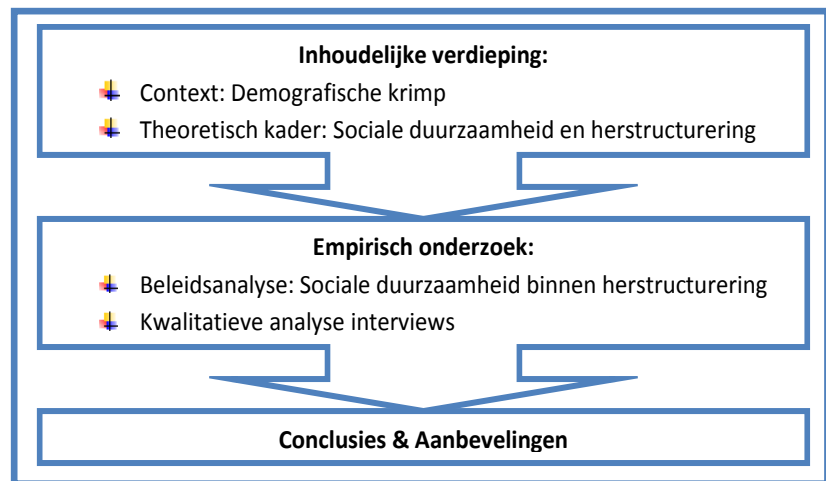 Inhoudelijke verdieping:
Context: Demografische krimp
Theoretisch kader: Sociale duurzaamheid en herstructurering
Empirisch onderzoek:
Beleidsanalyse: Sociale duurzaamheid binnen herstructurering
Kwalitatieve analyse interviews
Conclusies & Aanbevelingen